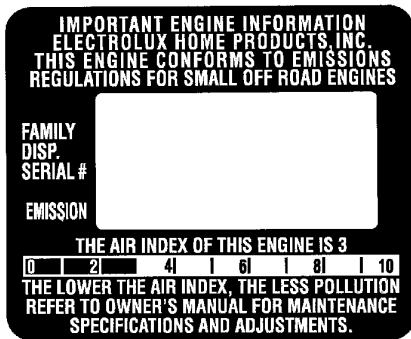 IMPORTANT ENGINE INFORMATION
ELECTROLUX HOME PRODUCTS, INC.
THIS ENGINE CONFORMS TO EMISSIONS
REGULATIONS FOR SMALL OFF ROAD ENGINES
FAMILY
DISP.
SERIAL #
EMISSION
THE AIR INDEX OF THIS ENGINE IS 3
0 2 4 6 8 10
THE LOWER THE AIR INDEX, THE LESS POLLUTION
REFER TO OWNER'S MANUAL FOR MAINTENANCE
SPECIFICATIONS AND ADJUSTMENTS.